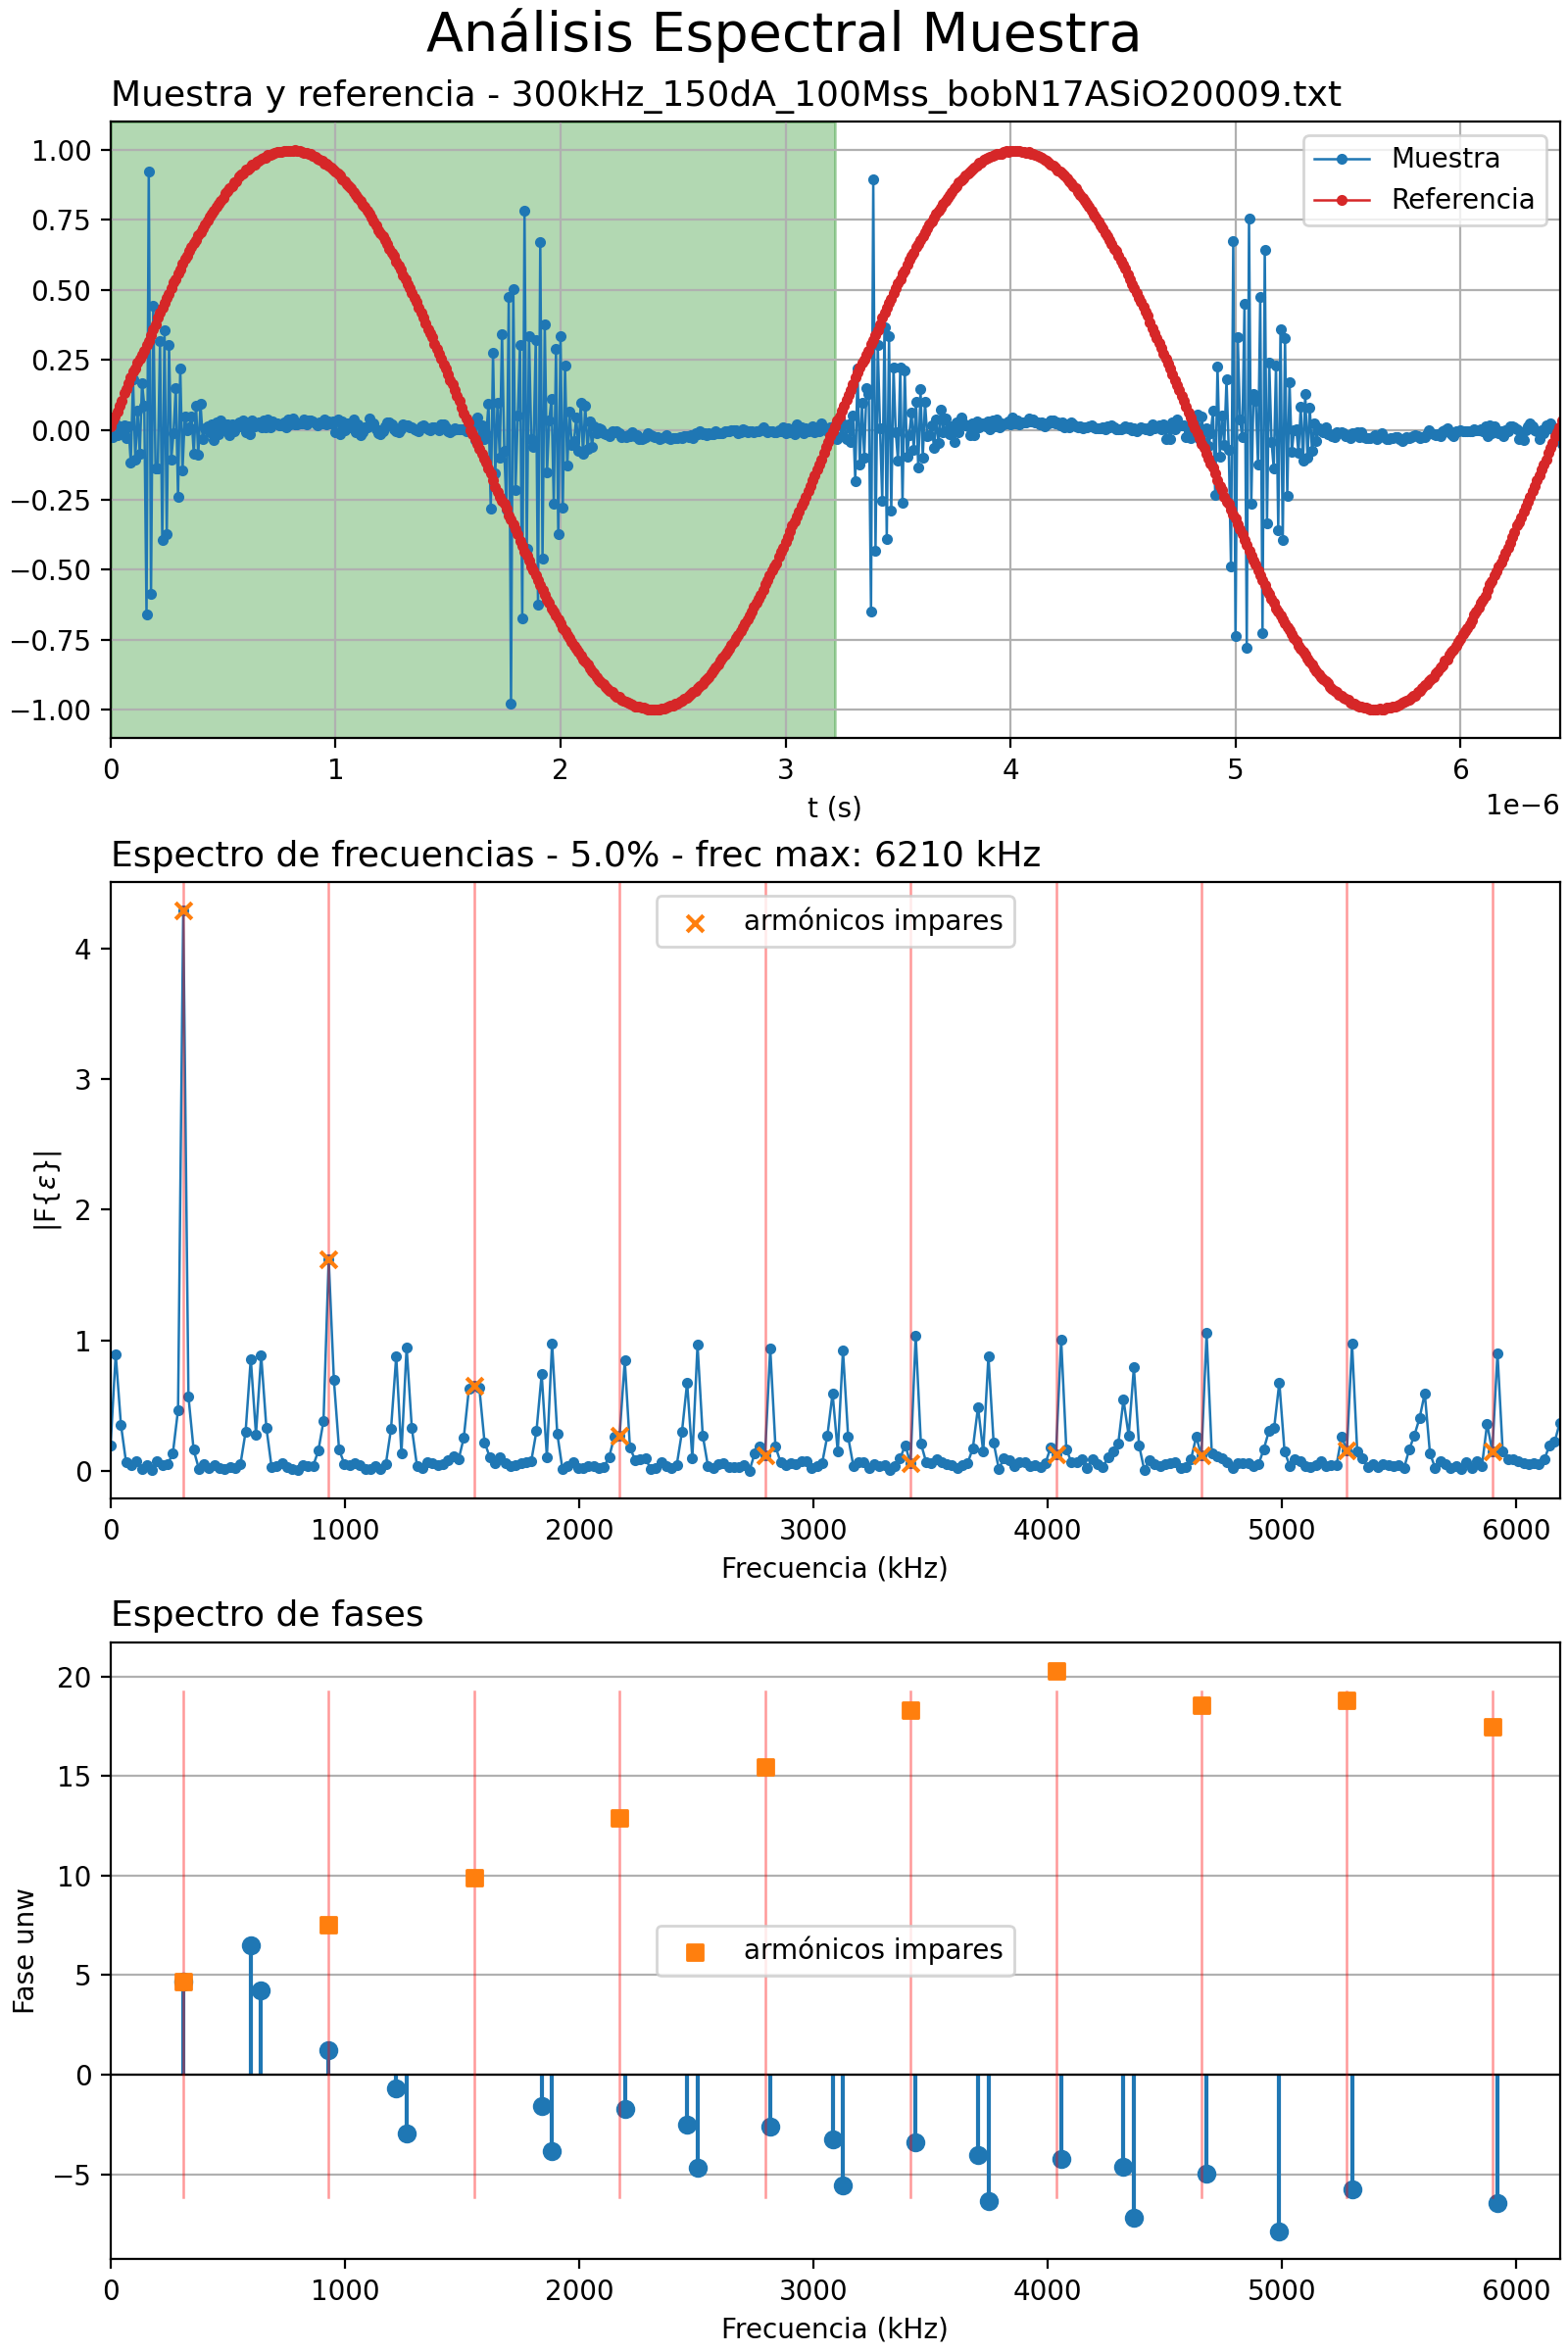 Análisis Espectral Muestra
Muestra y referencia - 300kHz_150dA_100Mss_bobN17ASiO20009.txt
1.00
0.75
0.50
0.25
0.00
−0.25
−0.50
−0.75
−1.00
Muestra
Referencia
0 1 2 3 4 5 6
1e−6
t (s)
Espectro de frecuencias - 5.0% - frec max: 6210 kHz
|F{ε}|
4
3
2
1
0
armónicos impares
0 1000 2000 3000 4000 5000 6000
Frecuencia (kHz)
Espectro de fases
Fase unw
20
15
10
5
0
−5
armónicos impares
0 1000 2000 3000 4000 5000 6000
Frecuencia (kHz)